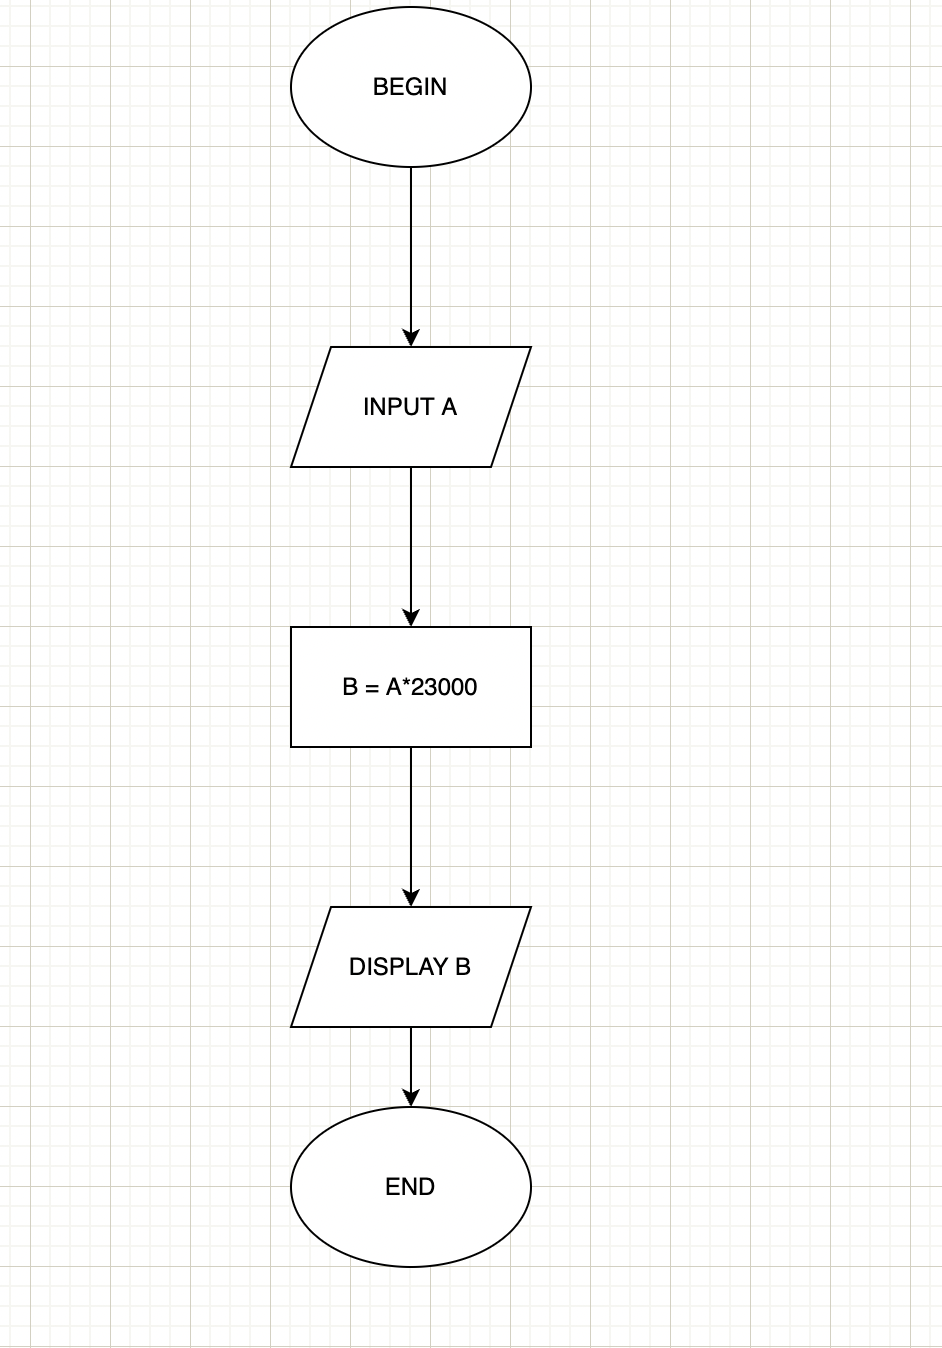 BEGIN
INPUT A
B = A*23000
DISPLAY B
END